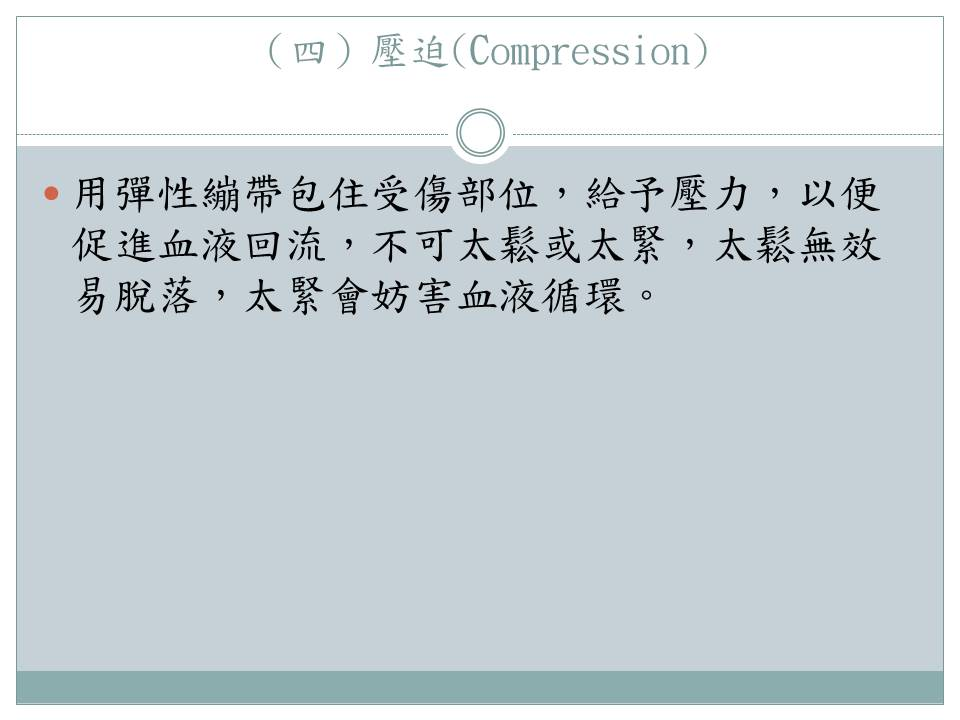 （四）壓迫(Compression)
用彈性繃帶包住受傷部位，給予壓力，以便
促進血液回流，不可太鬆或太緊，太鬆無效
易脫落，太緊會妨害血液循環。